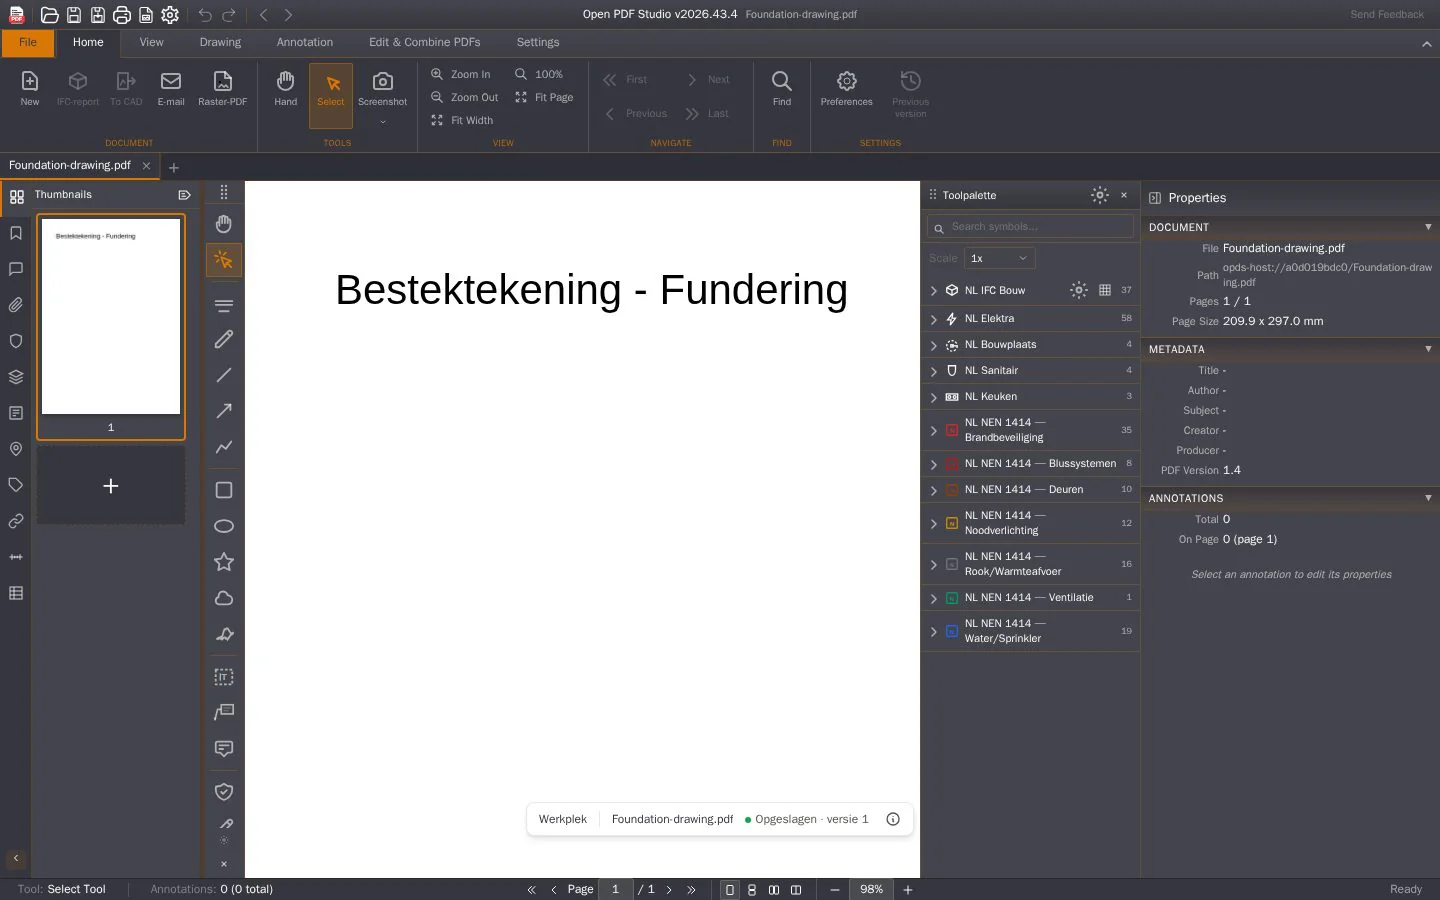 Open PDF Studio v2026.43.4 Foundation-drawing.pdf
Send Feedback
File Home View Drawing Annotation Edit & Combine PDFs Settings
New IFC-report To CAD E-mail Raster-PDF
DOCUMENT
Hand Select Screenshot
TOOLS
Zoom In 100%
Zoom Out Fit Page
Fit Width
VIEW
First Next
Previous Last
NAVIGATE
Find
FIND
Preferences Previous version
SETTINGS
Foundation-drawing.pdf
Thumbnails
Bestektekening - Fundering
1
Bestektekening - Fundering
Werkplek Foundation-drawing.pdf Opgeslagen · versie 1
Toolpalette
Search symbols...
Scale 1x
NL IFC Bouw 37
NL Elektra 58
NL Bouwplaats 4
NL Sanitair 4
NL Keuken 3
NL NEN 1414 —
Brandbeveiliging 35
NL NEN 1414 — Blussystemen 8
NL NEN 1414 — Deuren 10
NL NEN 1414 —
Noodverlichting 12
NL NEN 1414 —
Rook/Warmteafvoer 16
NL NEN 1414 — Ventilatie 1
NL NEN 1414 —
Water/Sprinkler 19
Properties
DOCUMENT
File Foundation-drawing.pdf
Path opds-host://a0d019bdc0/Foundation-draw
ing.pdf
Pages 1 / 1
Page Size 209.9 x 297.0 mm
METADATA
Title -
Author -
Subject -
Creator -
Producer -
PDF Version 1.4
ANNOTATIONS
Total 0
On Page 0 (page 1)
Select an annotation to edit its properties
Tool: Select Tool Annotations: 0 (0 total)
Page 1 / 1
98%
Ready